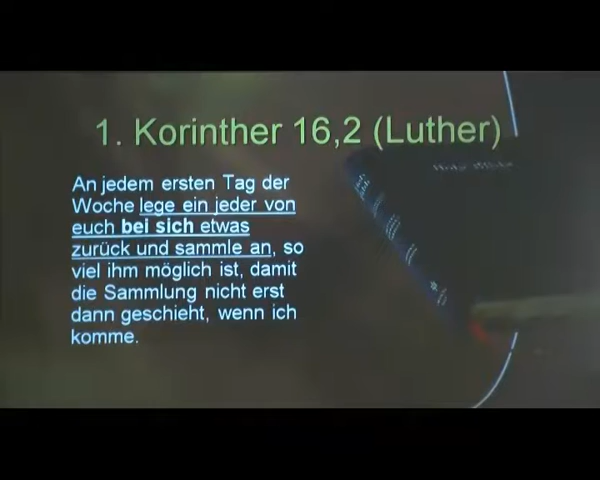 1. Korinther 16,2 (Luther)
An jedem ersten Tag der
Woche lege ein jeder von
euch bei sich etwas
zurück und sammle an, so
viel ihm möglich ist, damit
die Sammlung nicht erst
dann geschieht, wenn ich
komme.